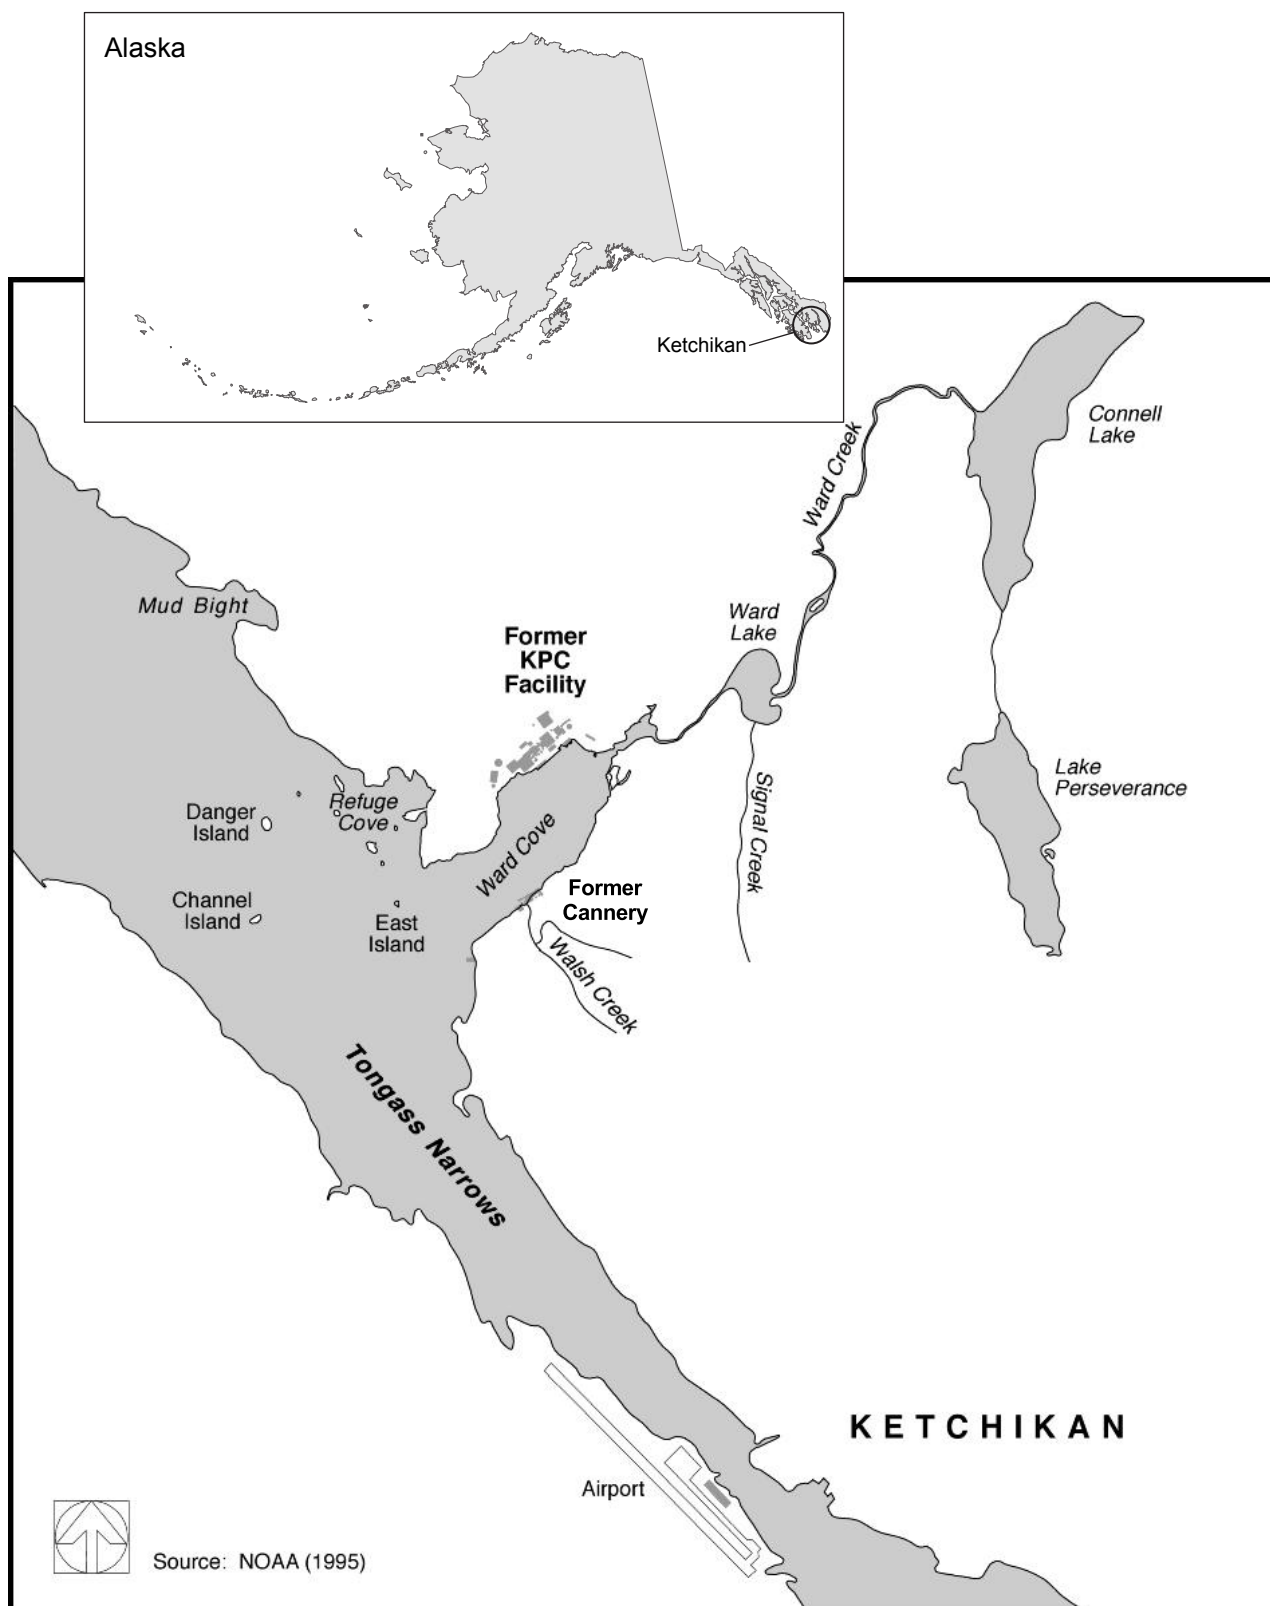 Alaska
Ketchikan
Connell
Lake
Ward Creek
Mud Bight
Ward
Lake
Former
KPC
Facility
Lake
Perseverance
Refuge
Cove
Danger
Island
Signal Creek
Ward Cove
Former
Cannery
Channel
Island
East
Island
Walsh Creek
Tongass Narrows
KETCHIKAN
Airport
Source: NOAA (1995)